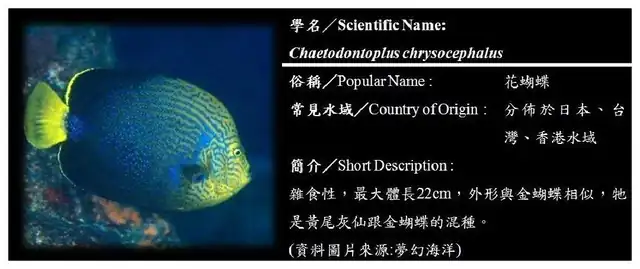 學名／Scientific Name:
Chaetodontoplus chrysocephalus
俗稱／Popular Name : 花蝴蝶
常見水域／Country of Origin : 分佈於日本、台
灣、香港水域
簡介／Short Description :
雜食性，最大體長22cm，外形與金蝴蝶相似，牠
是黃尾灰仙跟金蝴蝶的混種。
(資料圖片來源:夢幻海洋)